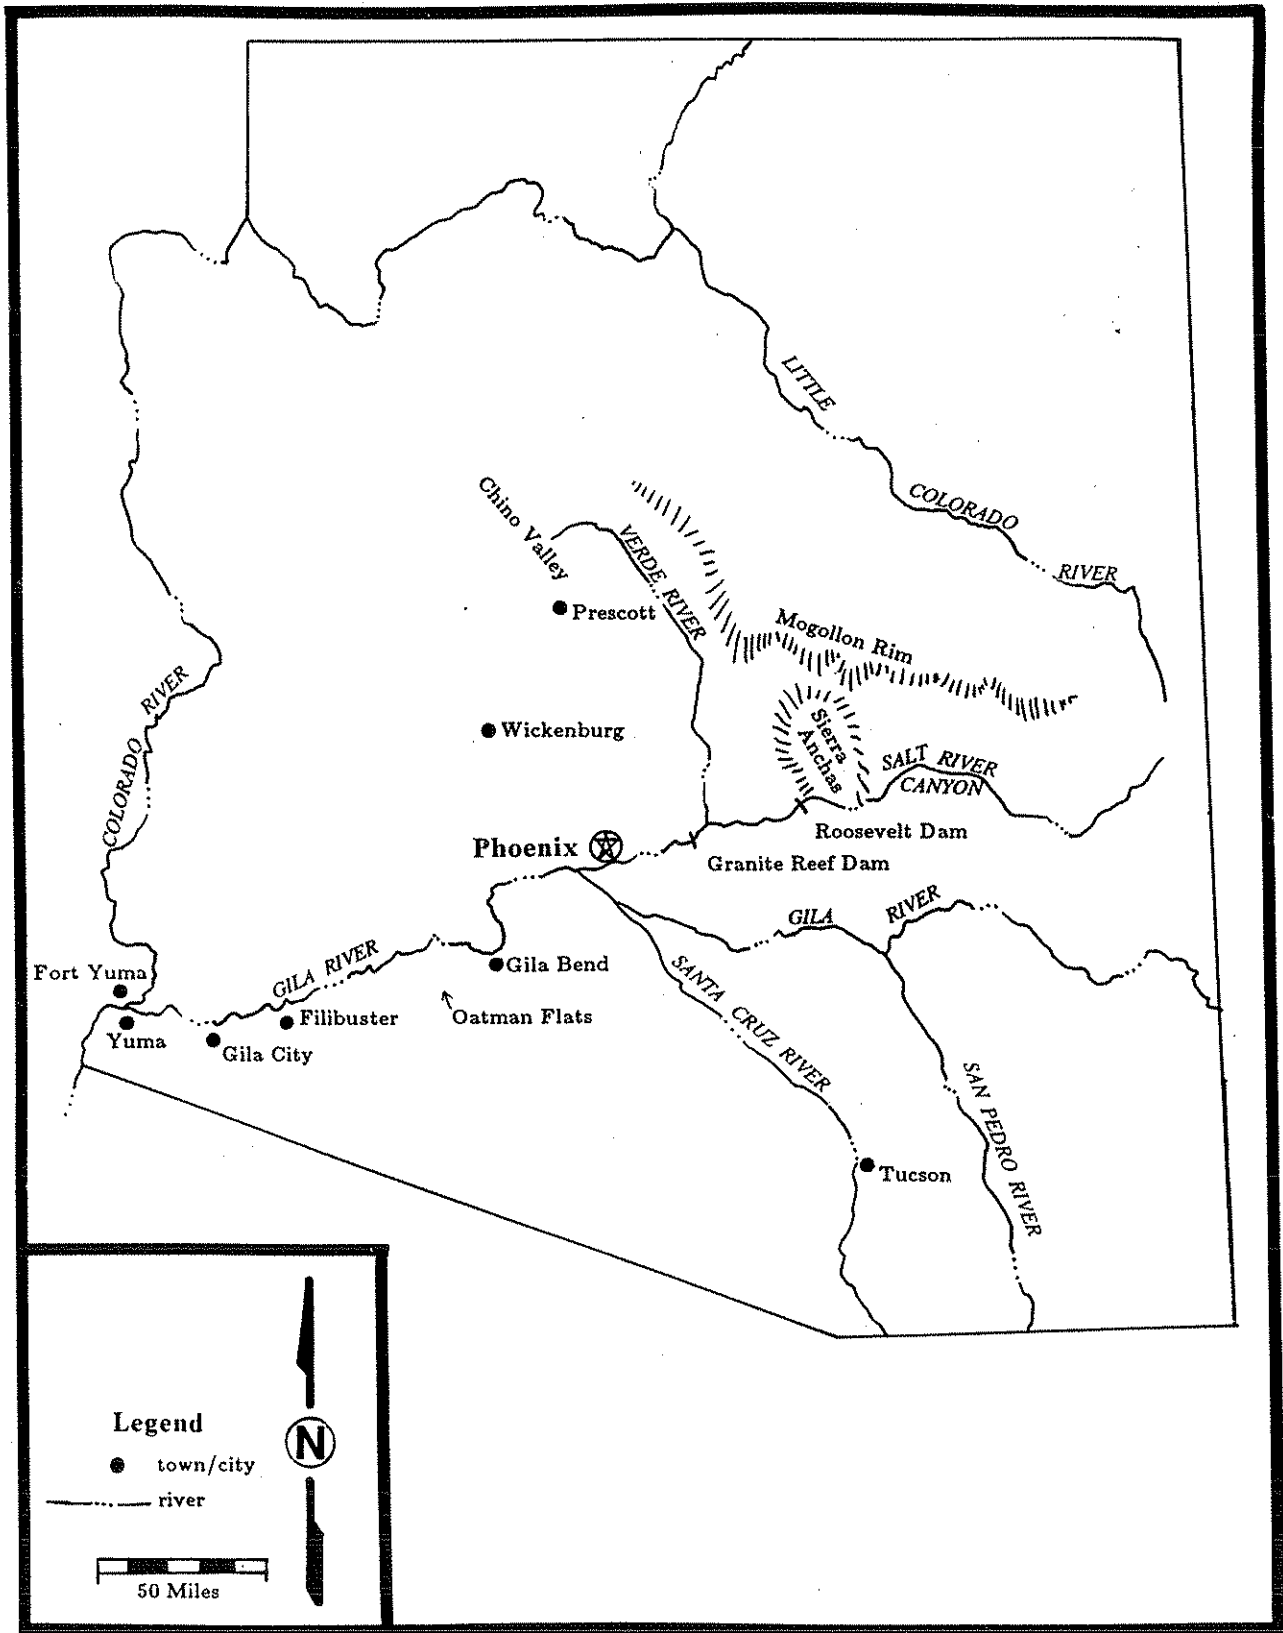 LITTLE
COLORADO
RIVER
Chino Valley
VERDE RIVER
Prescott
Mogollon Rim
COLORADO RIVER
Wickenburg
Sierra
Anchas
SALT RIVER
CANYON
Roosevelt Dam
Phoenix
Granite Reef Dam
GILA RIVER
Fort Yuma
GILA RIVER
Gila Bend
SANTA CRUZ RIVER
Filibuster
Oatman Flats
Yuma
Gila City
SAN PEDRO RIVER
Tucson
Legend
N
town/city
river
50 Miles